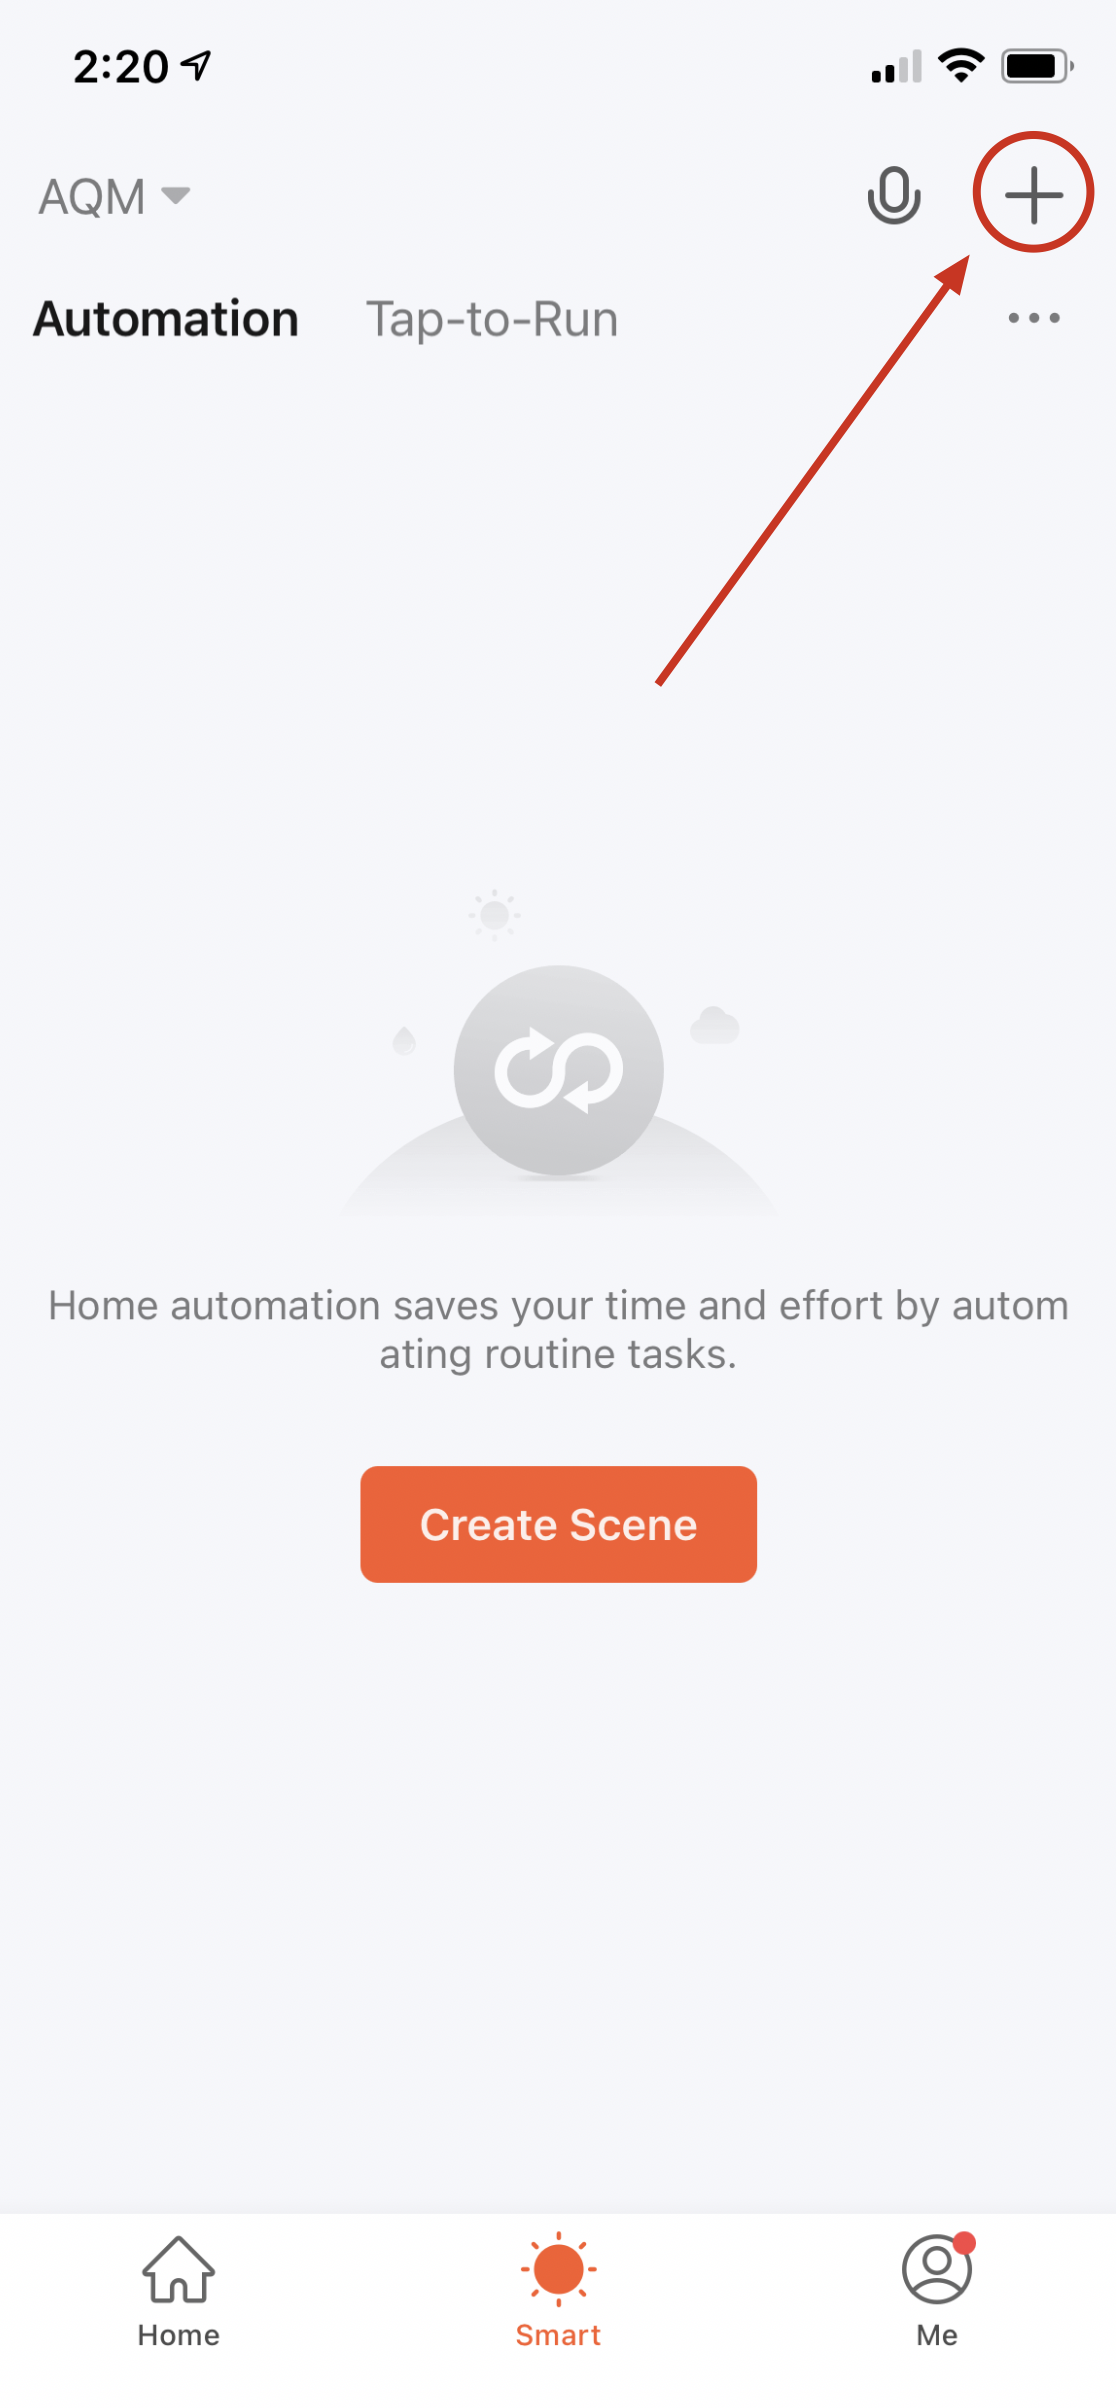 2:20
AQM
Automation Tap-to-Run
Home automation saves your time and effort by autom
ating routine tasks.
Create Scene
Home Smart Me